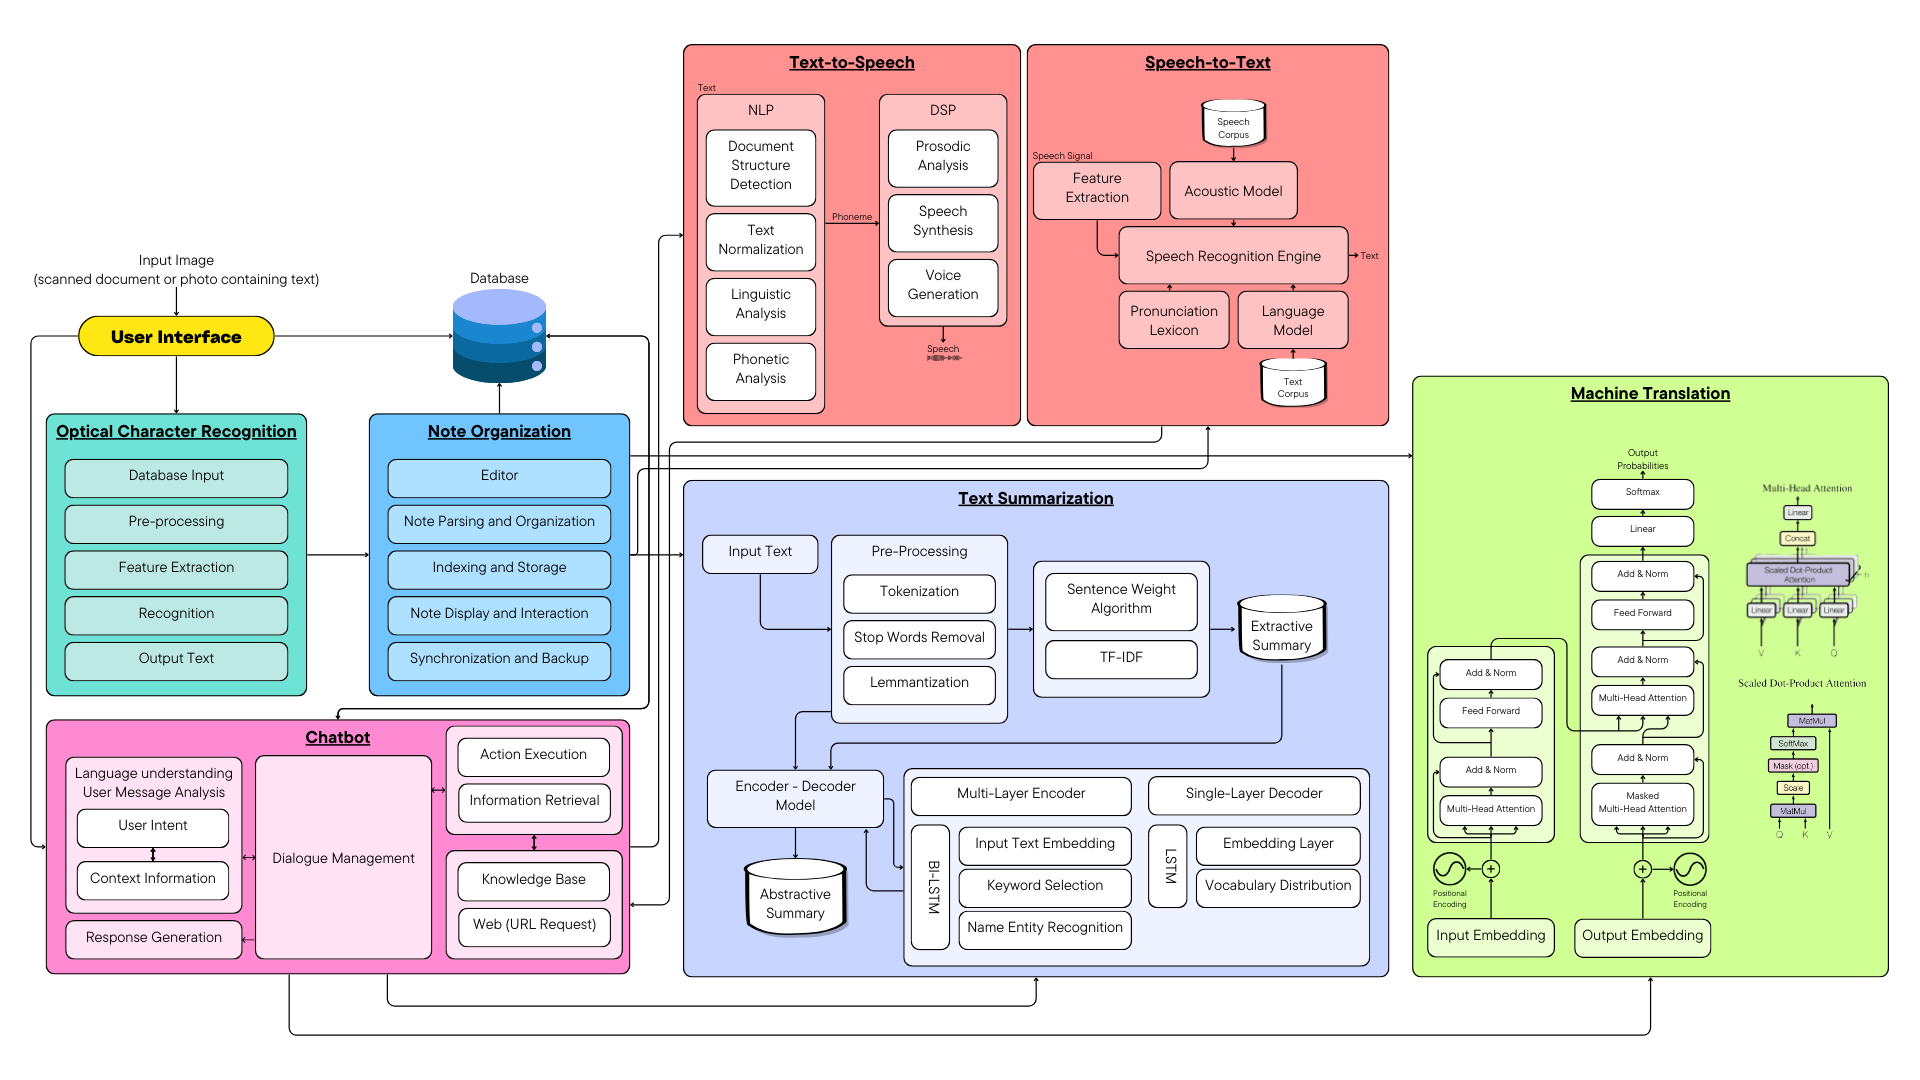 Text-to-Speech
Text
NLP
Document
Structure
Detection
Text
Normalization
Linguistic
Analysis
Phonetic
Analysis
Phoneme
DSP
Prosodic
Analysis
Speech
Synthesis
Voice
Generation
Speech
Speech-to-Text
Speech
Corpus
Speech Signal
Feature
Extraction
Acoustic Model
Speech Recognition Engine
Text
Pronunciation
Lexicon
Language
Model
Text
Corpus
Input Image
(scanned document or photo containing text)
User Interface
Database
Optical Character Recognition
Database Input
Pre-processing
Feature Extraction
Recognition
Output Text
Note Organization
Editor
Note Parsing and Organization
Indexing and Storage
Note Display and Interaction
Synchronization and Backup
Chatbot
Language understanding
User Message Analysis
User Intent
Context Information
Response Generation
Dialogue Management
Action Execution
Information Retrieval
Knowledge Base
Web (URL Request)
Text Summarization
Input Text
Pre-Processing
Tokenization
Stop Words Removal
Lemmantization
Sentence Weight
Algorithm
TF-IDF
Extractive
Summary
Encoder - Decoder
Model
Abstractive
Summary
Multi-Layer Encoder
BI-LSTM
Input Text Embedding
Keyword Selection
Name Entity Recognition
Single-Layer Decoder
LSTM
Embedding Layer
Vocabulary Distribution
Machine Translation
Output
Probabilities
Softmax
Linear
Add & Norm
Feed Forward
Add & Norm
Multi-Head Attention
Add & Norm
Masked
Multi-Head Attention
Add & Norm
Feed Forward
Add & Norm
Multi-Head Attention
Positional
Encoding
Positional
Encoding
Input Embedding
Output Embedding
Multi-Head Attention
Linear
Concat
Scaled Dot-Product
Attention
h
Linear
Linear
Linear
V
K
Q
Scaled Dot-Product Attention
MatMul
SoftMax
Mask (opt.)
Scale
MatMul
Q
K
V